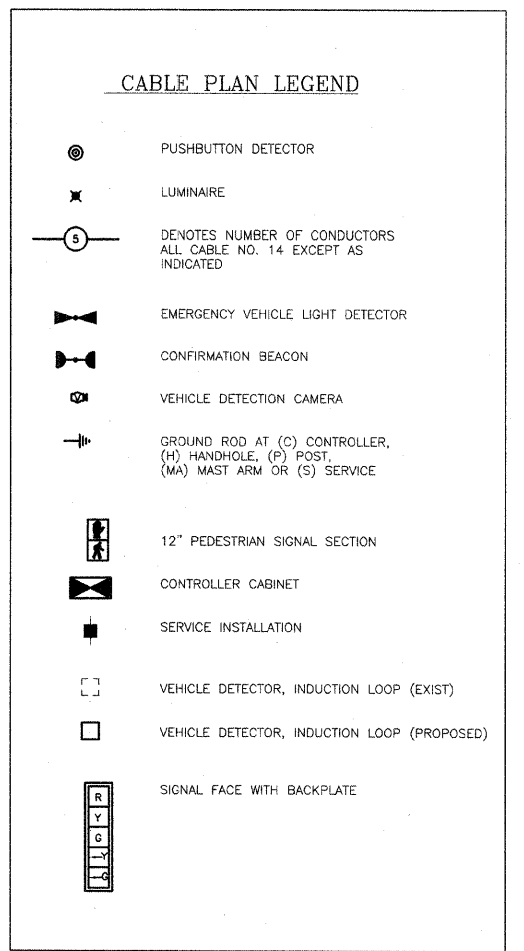 CABLE PLAN LEGEND
PUSHBUTTON DETECTOR
LUMINAIRE
5
DENOTES NUMBER OF CONDUCTORS
ALL CABLE NO. 14 EXCEPT AS
INDICATED
EMERGENCY VEHICLE LIGHT DETECTOR
CONFIRMATION BEACON
V
VEHICLE DETECTION CAMERA
GROUND ROD AT (C) CONTROLLER,
(H) HANDHOLE, (P) POST,
(MA) MAST ARM OR (S) SERVICE
12" PEDESTRIAN SIGNAL SECTION
CONTROLLER CABINET
SERVICE INSTALLATION
VEHICLE DETECTOR, INDUCTION LOOP (EXIST)
VEHICLE DETECTOR, INDUCTION LOOP (PROPOSED)
SIGNAL FACE WITH BACKPLATE
R
Y
G
Y
G